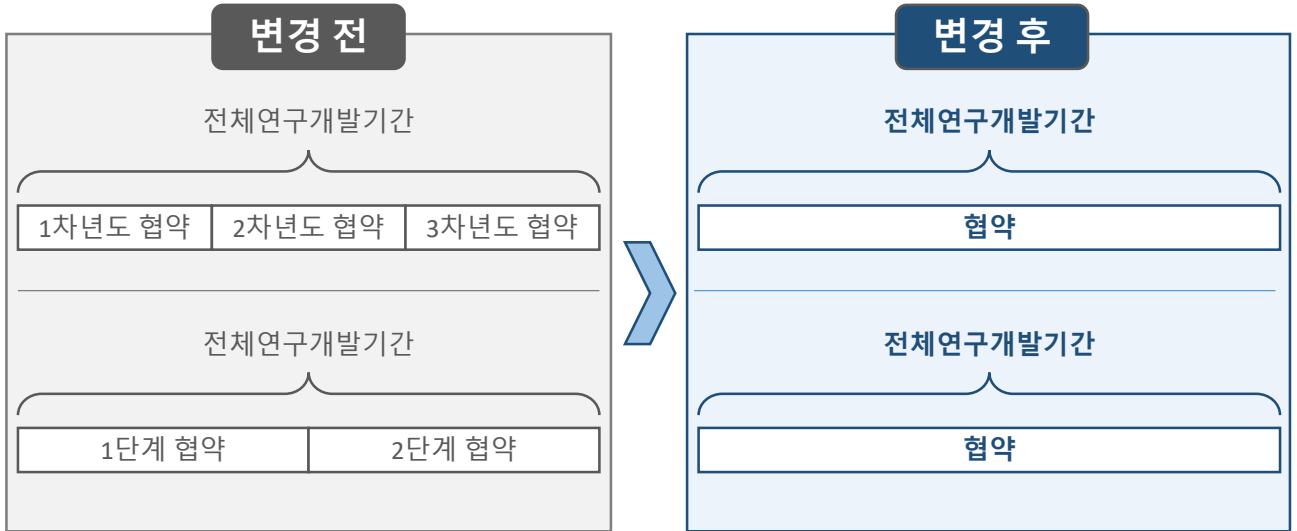 변경 전
전체연구개발기간
1차년도 협약 2차년도 협약 3차년도 협약
전체연구개발기간
1단계 협약 2단계 협약
변경 후
전체연구개발기간
협약
전체연구개발기간
협약